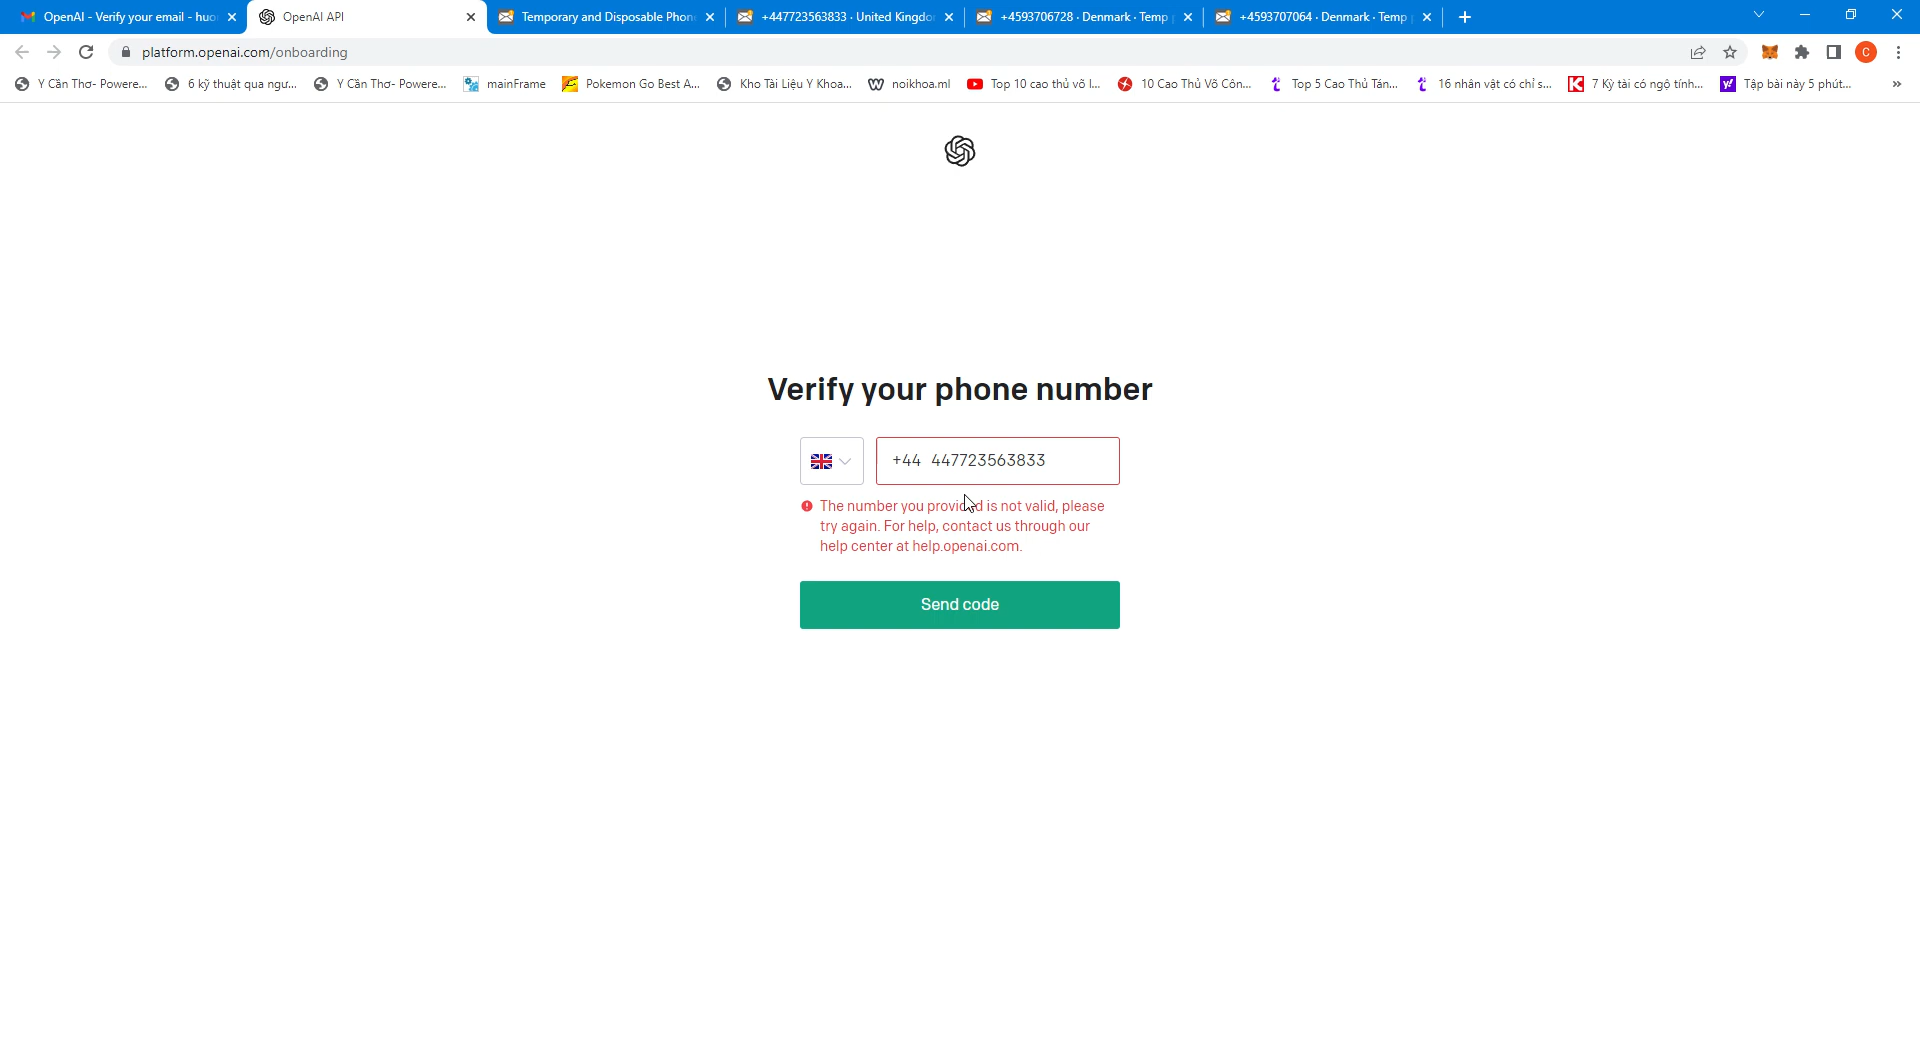 OpenAI - Verify your email - huo
OpenAI API
Temporary and Disposable Phon
+447723563833 · United Kingdo
+4593706728 · Denmark · Temp p
+4593707064 · Denmark · Temp p
platform.openai.com/onboarding
C
Y Cần Thơ- Powere...
6 kỹ thuật qua ngư...
Y Cần Thơ- Powere...
mainFrame
Pokemon Go Best A...
Kho Tài Liệu Y Khoa...
noikhoa.ml
Top 10 cao thủ võ l...
10 Cao Thủ Võ Côn...
Top 5 Cao Thủ Tán...
16 nhân vật có chỉ s...
7 Kỳ tài có ngộ tính...
Tập bài này 5 phút...
»
Verify your phone number
+44 447723563833
The number you provided is not valid, please
try again. For help, contact us through our
help center at help.openai.com.
Send code